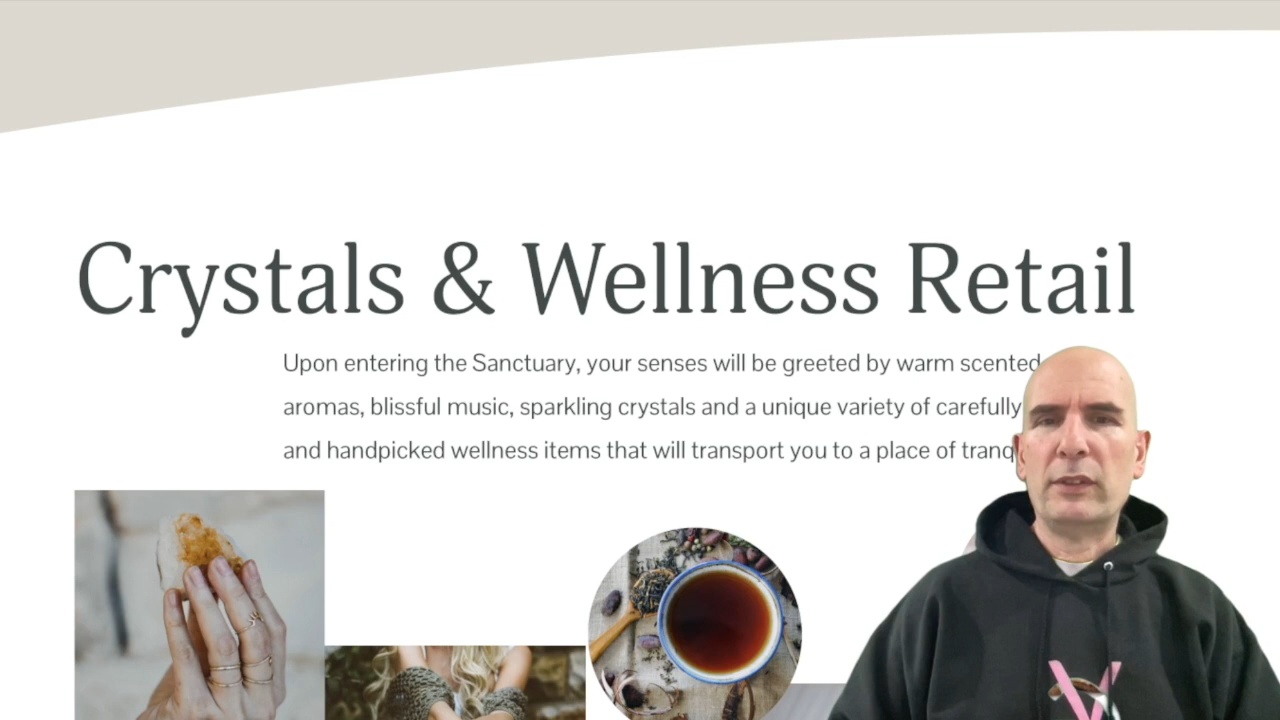 Crystals & Wellness Retail
Upon entering the Sanctuary, your senses will be greeted by warm scented
aromas, blissful music, sparkling crystals and a unique variety of carefully
and handpicked wellness items that will transport you to a place of